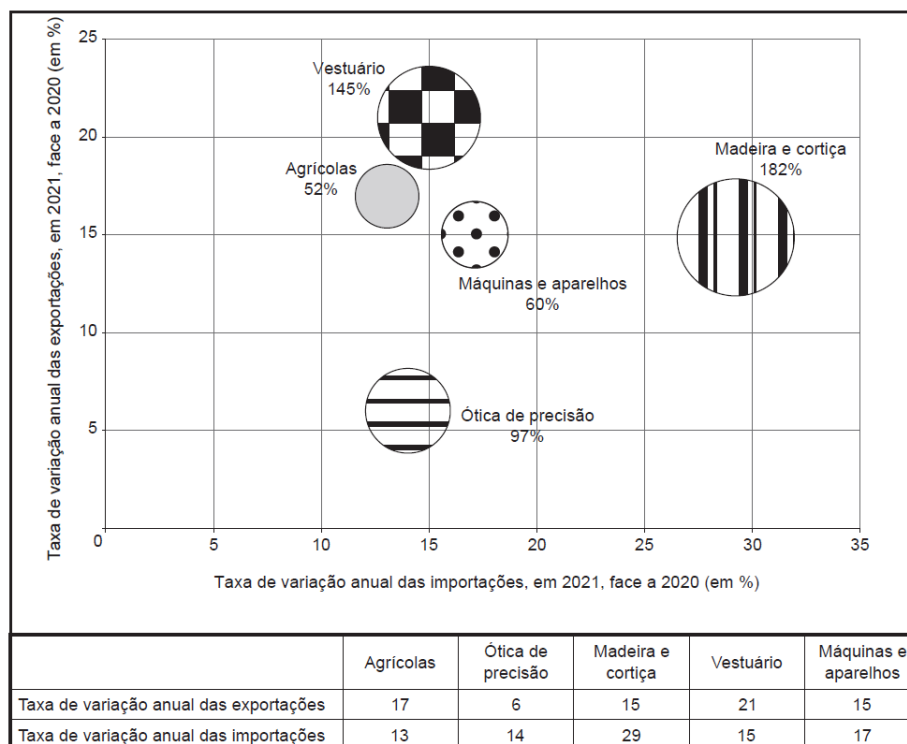 Taxa de variação anual das exportações, em 2021, face a 2020 (em %)
25
20
15
10
5
Vestuário
145%
Agrícolas
52%
Madeira e cortiça
182%
Máquinas e aparelhos
60%
Ótica de precisão
97%
0 5 10 15 20 25 30 35
Taxa de variação anual das importações, em 2021, face a 2020 (em %)
Agrícolas Ótica de precisão Madeira e cortiça Vestuário Máquinas e aparelhos
Taxa de variação anual das exportações 17 6 15 21 15
Taxa de variação anual das importações 13 14 29 15 17